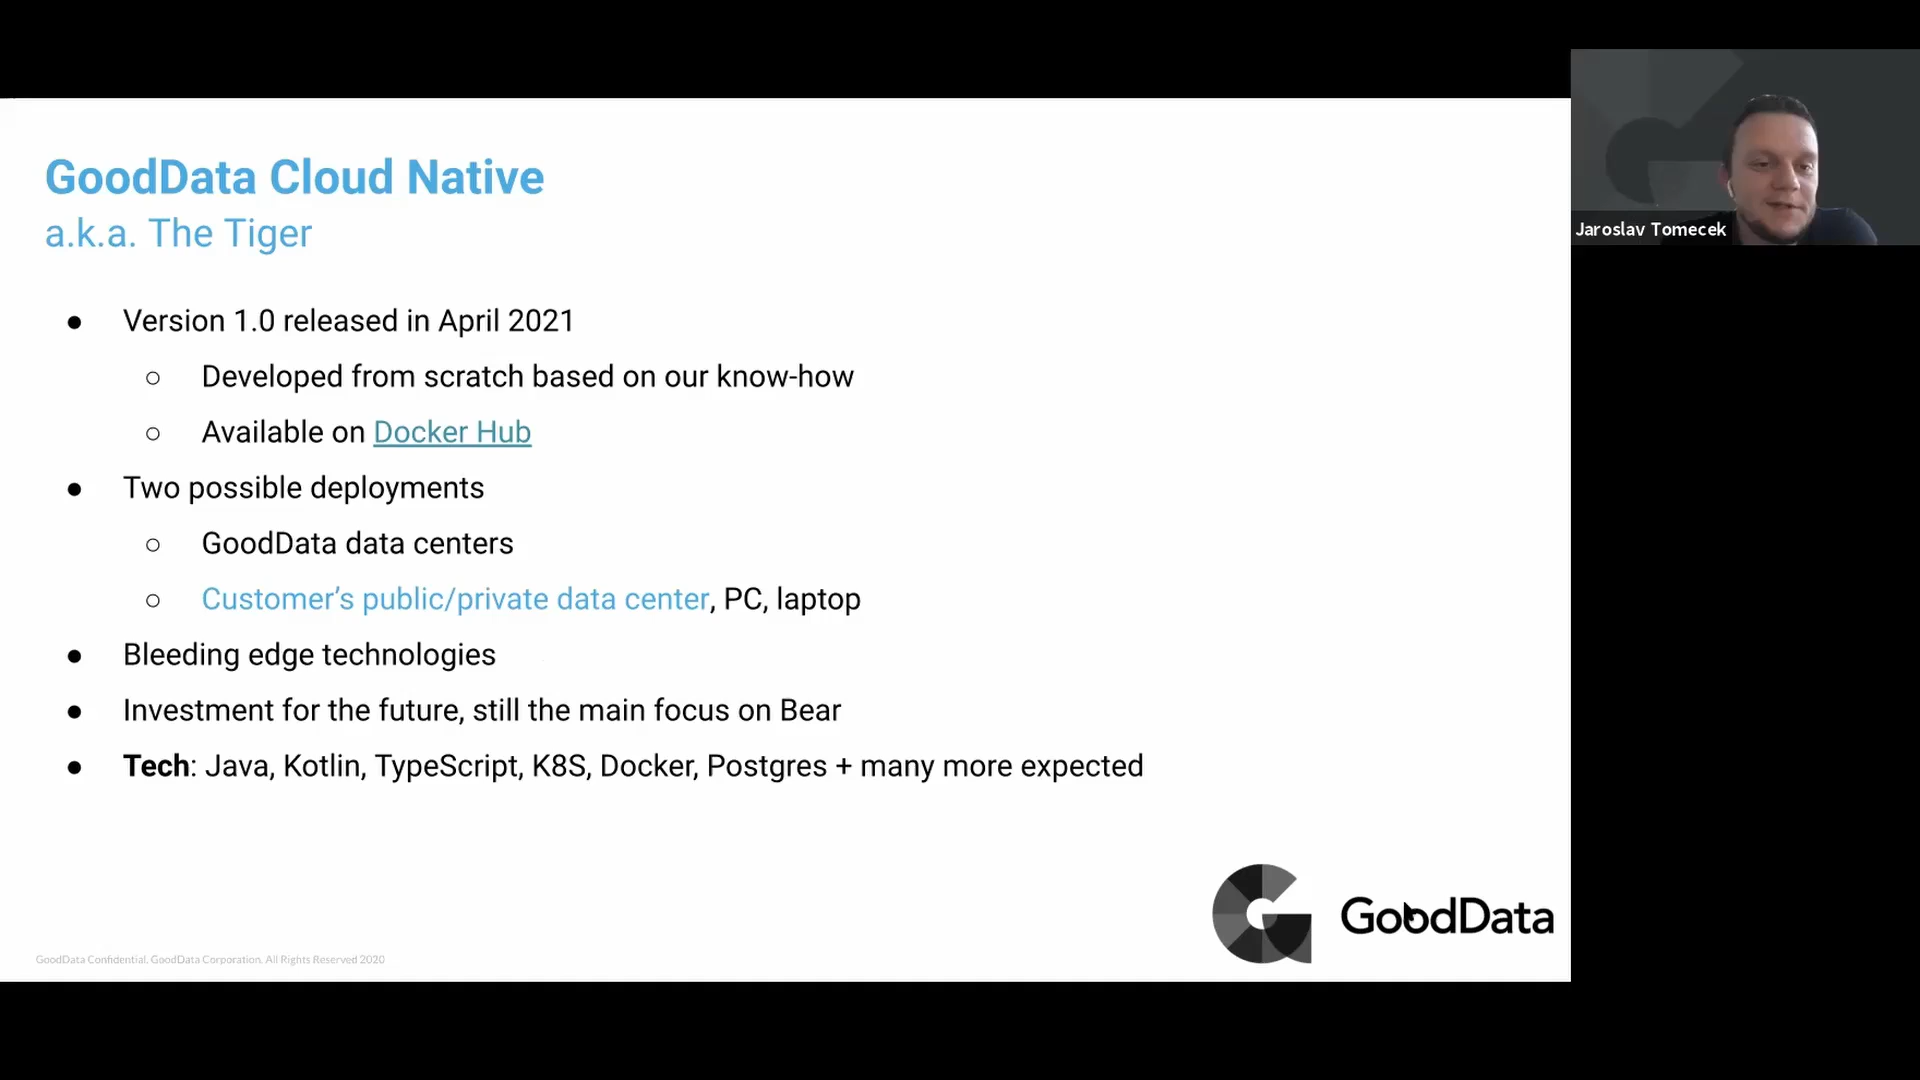 GoodData Cloud Native
a.k.a. The Tiger
● Version 1.0 released in April 2021
○ Developed from scratch based on our know-how
○ Available on Docker Hub
● Two possible deployments
○ GoodData data centers
○ Customer’s public/private data center, PC, laptop
● Bleeding edge technologies
● Investment for the future, still the main focus on Bear
● Tech: Java, Kotlin, TypeScript, K8S, Docker, Postgres + many more expected
GoodData
GoodData Confidential. GoodData Corporation. All Rights Reserved 2020
Jaroslav Tomecek